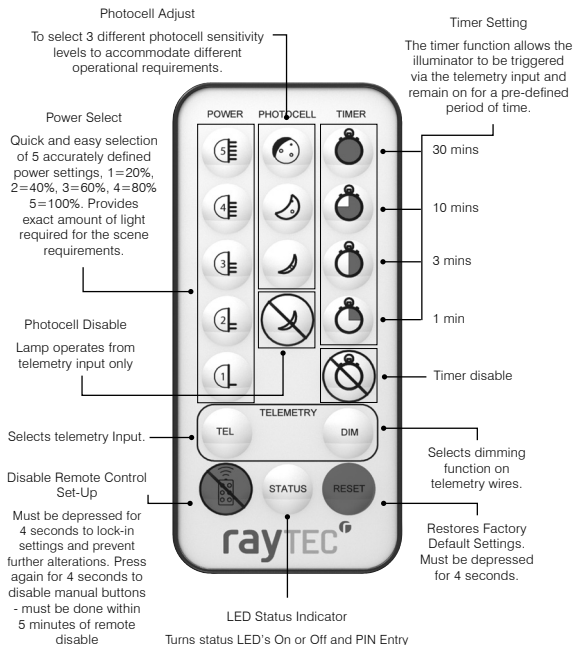 Photocell Adjust
To select 3 different photocell sensitivity
levels to accommodate different
operational requirements.
Timer Setting
The timer function allows the
illuminator to be triggered
via the telemetry input and
remain on for a pre-defined
period of time.
Power Select
Quick and easy selection
of 5 accurately defined
power settings, 1=20%,
2=40%, 3=60%, 4=80%
5=100%. Provides
exact amount of light
required for the scene
requirements.
POWER PHOTOCELL TIMER
5
30 mins
4
10 mins
3
3 mins
2
1 min
Photocell Disable
Lamp operates from
telemetry input only
1
Timer disable
TELEMETRY
Selects telemetry Input.
TEL DIM
Selects dimming
function on
telemetry wires.
Disable Remote Control
Set-Up
Must be depressed for
4 seconds to lock-in
settings and prevent
further alterations. Press
again for 4 seconds to
disable manual buttons
- must be done within
5 minutes of remote
disable
STATUS RESET
Restores Factory
Default Settings.
Must be depressed
for 4 seconds.
rayTEC r
LED Status Indicator
Turns status LED's On or Off and PIN Entry